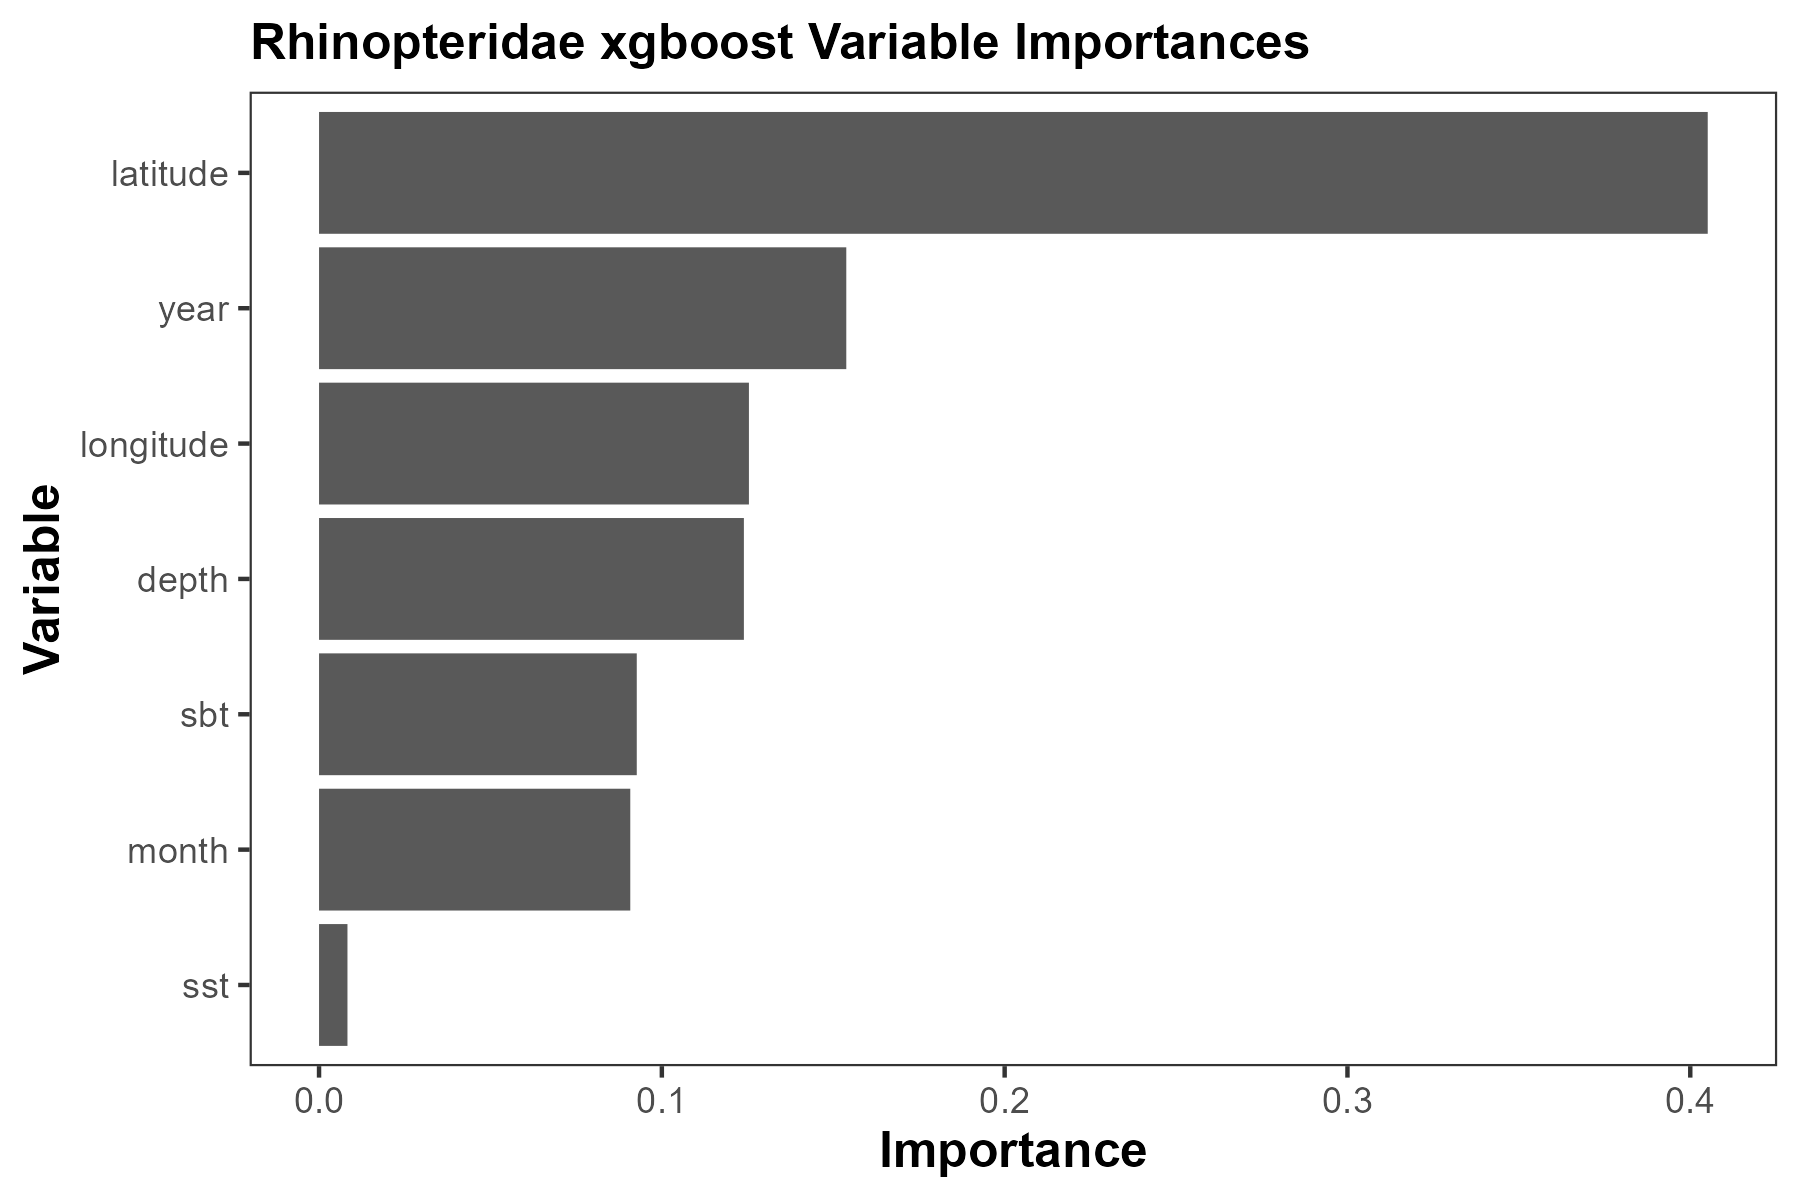 Rhinopteridae xgboost Variable Importances
Variable
latitude
year
longitude
depth
sbt
month
sst
0.0 0.1 0.2 0.3 0.4
Importance